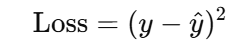 Loss = (y − ŷ)²